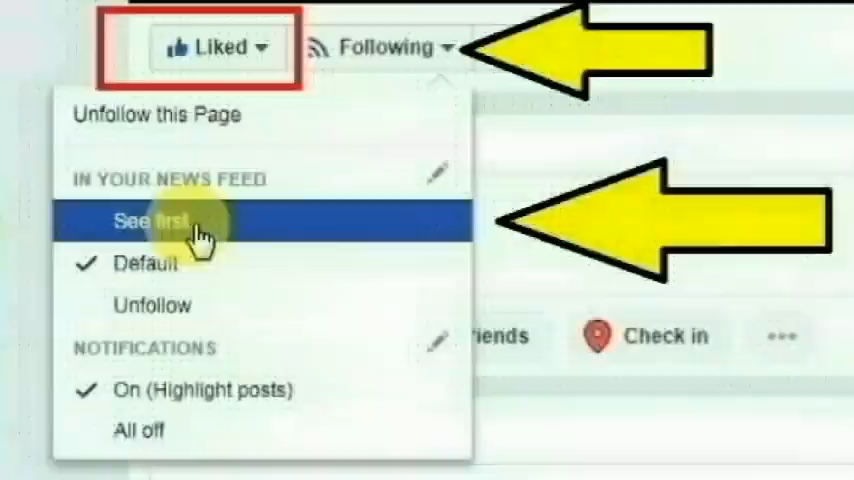 Liked Following
Unfollow this Page
IN YOUR NEWS FEED
See first
Default
Unfollow
NOTIFICATIONS
riends Check in
On (Highlight posts)
All off